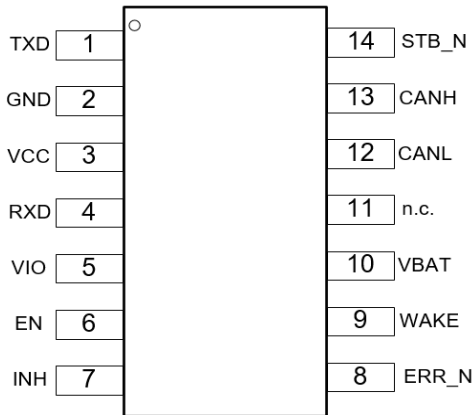 TXD 1 14 STB_N
GND 2 13 CANH
VCC 3 12 CANL
RXD 4 11 n.c.
VIO 5 10 VBAT
EN 6 9 WAKE
INH 7 8 ERR_N